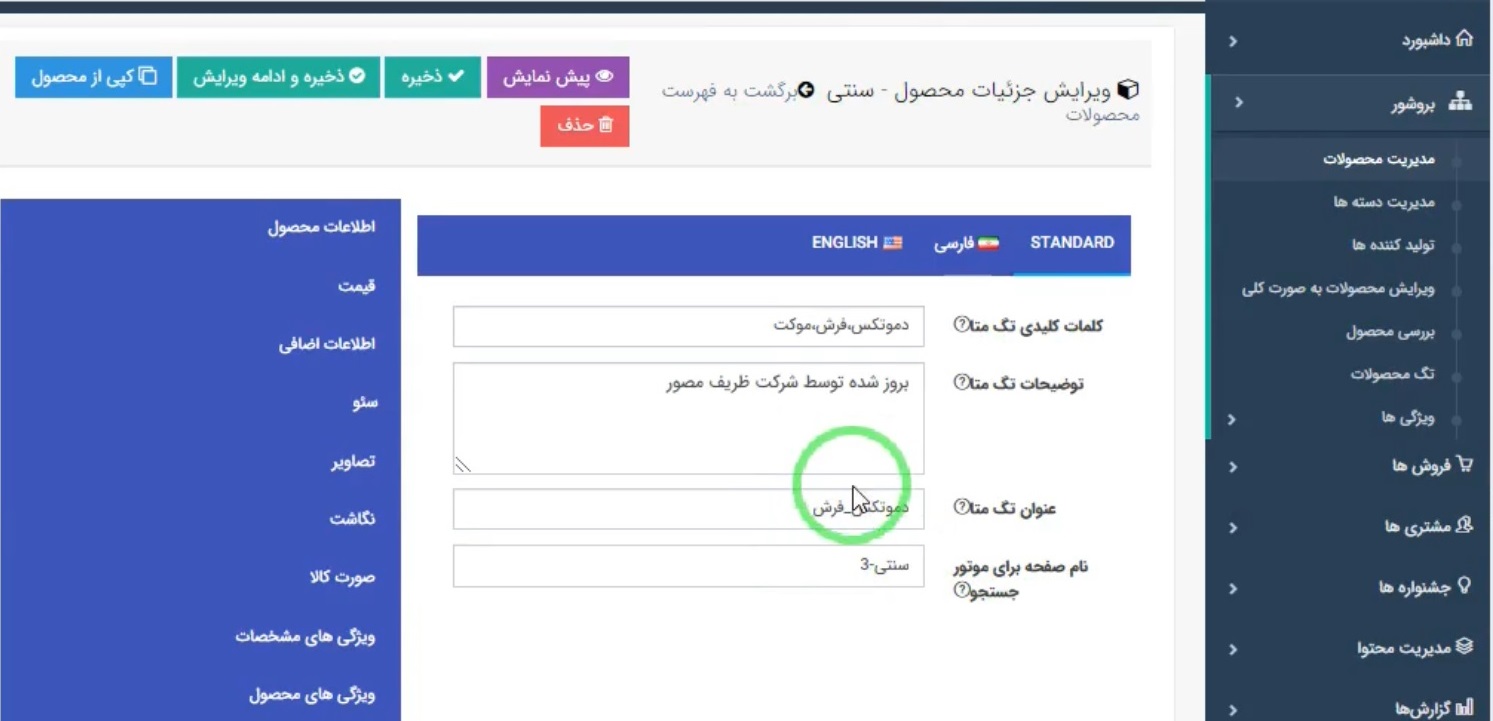 داشبورد
بروشور
مدیریت محصولات
مدیریت دسته ها
تولید کننده ها
ویرایش محصولات به صورت کلی
بررسی محصول
تگ محصولات
ویژگی ها
فروش ها
مشتری ها
جشنواره ها
مدیریت محتوا
گزارش‌ها
ویرایش جزئیات محصول - سنتی برگشت به فهرست
محصولات
پیش نمایش
ذخیره
ذخیره و ادامه ویرایش
کپی از محصول
حذف
STANDARD
فارسی
ENGLISH
کلمات کلیدی تگ متا
دموتکس،فرش،موکت
توضیحات تگ متا
بروز شده توسط شرکت ظریف مصور
عنوان تگ متا
دموتکس_فرش
نام صفحه برای موتور
جستجو
سنتی-3
اطلاعات محصول
قیمت
اطلاعات اضافی
سئو
تصاویر
نگاشت
صورت کالا
ویژگی های مشخصات
ویژگی های محصول